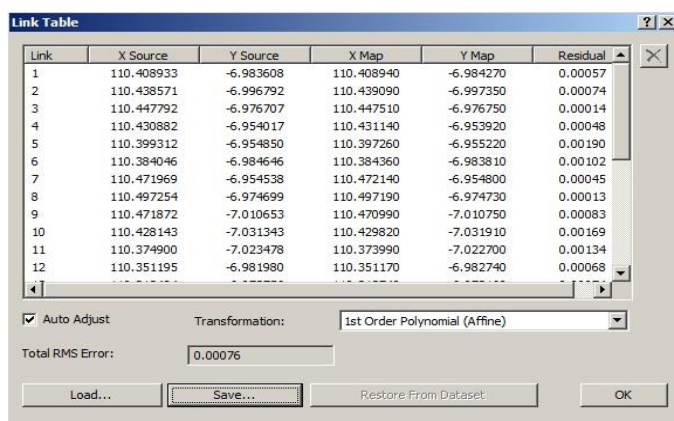 Link Table
Link X Source Y Source X Map Y Map Residual
1 110.408933 -6.983608 110.408940 -6.984270 0.00057
2 110.438571 -6.996792 110.439090 -6.997350 0.00074
3 110.447792 -6.976707 110.447510 -6.976750 0.00014
4 110.430882 -6.954017 110.431140 -6.953920 0.00048
5 110.399312 -6.954850 110.397260 -6.955220 0.00190
6 110.384046 -6.984646 110.384360 -6.983810 0.00102
7 110.471969 -6.954538 110.472140 -6.954800 0.00045
8 110.497254 -6.974699 110.497190 -6.974730 0.00013
9 110.471872 -7.010653 110.470990 -7.010750 0.00083
10 110.428143 -7.031343 110.429820 -7.031910 0.00169
11 110.374900 -7.023478 110.373990 -7.022700 0.00134
12 110.351195 -6.981980 110.351170 -6.982740 0.00068
Auto Adjust Transformation: 1st Order Polynomial (Affine)
Total RMS Error: 0.00076
Load... Save... Restore From Dataset OK